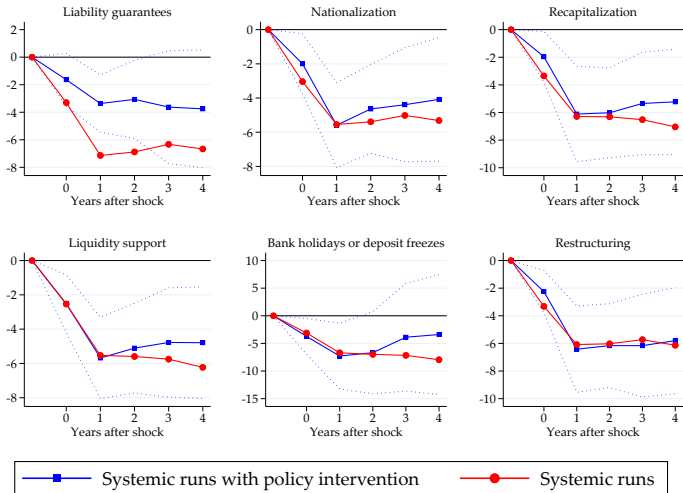 Liability guarantees
2
0
-2
-4
-6
-8
0 1 2 3 4
Years after shock
Nationalization
0
-2
-4
-6
-8
0 1 2 3 4
Years after shock
Recapitalization
0
-2
-4
-6
-8
-10
0 1 2 3 4
Years after shock
Liquidity support
0
-2
-4
-6
-8
0 1 2 3 4
Years after shock
Bank holidays or deposit freezes
10
5
0
-5
-10
-15
0 1 2 3 4
Years after shock
Restructuring
0
-2
-4
-6
-8
-10
0 1 2 3 4
Years after shock
Systemic runs with policy intervention
Systemic runs